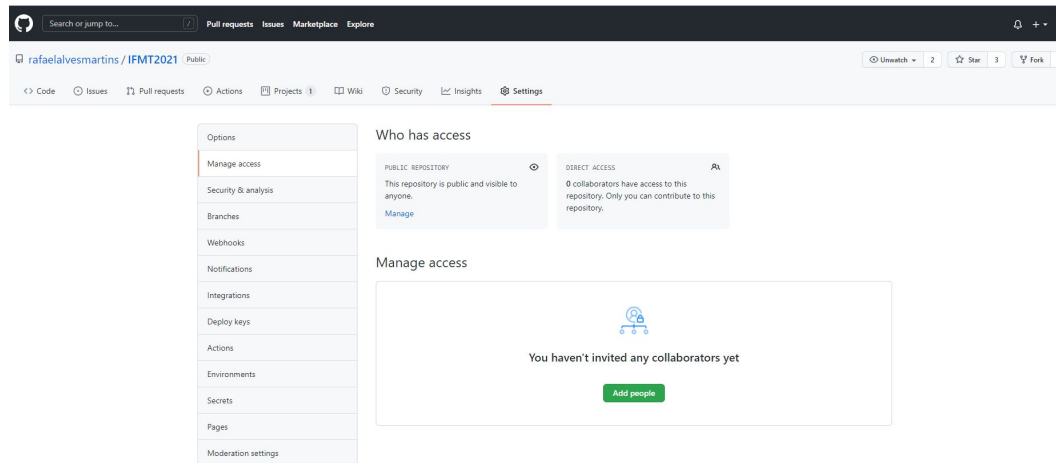 Search or jump to... /
Pull requests Issues Marketplace Explore
rafaelalvesmartins / IFMT2021 Public
Unwatch 2 Star 3 Fork
<> Code Issues Pull requests Actions Projects 1 Wiki Security Insights Settings
Options
Manage access
Security & analysis
Branches
Webhooks
Notifications
Integrations
Deploy keys
Actions
Environments
Secrets
Pages
Moderation settings
Who has access
PUBLIC REPOSITORY
This repository is public and visible to
anyone.
Manage
DIRECT ACCESS
0 collaborators have access to this
repository. Only you can contribute to this
repository.
Manage access
You haven't invited any collaborators yet
Add people